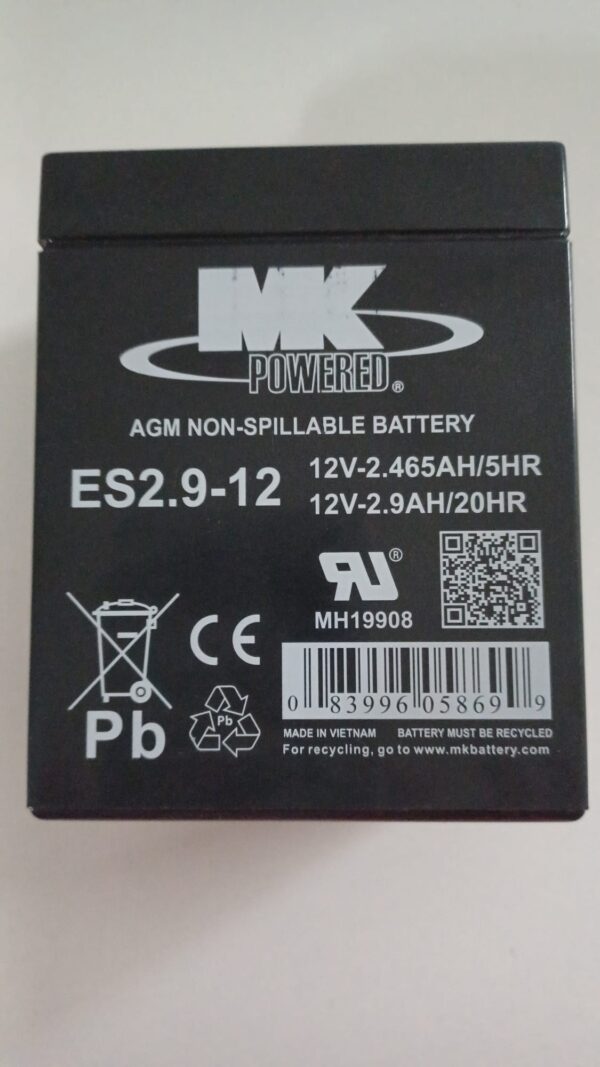 MK
POWERED®
AGM NON-SPILLABLE BATTERY
ES2.9-12
12V-2.465AH/5HR
12V-2.9AH/20HR
RU®
MH19908
CE
Pb
Pb
0 83996 05869 9
MADE IN VIETNAM BATTERY MUST BE RECYCLED
For recycling, go to www.mkbattery.com